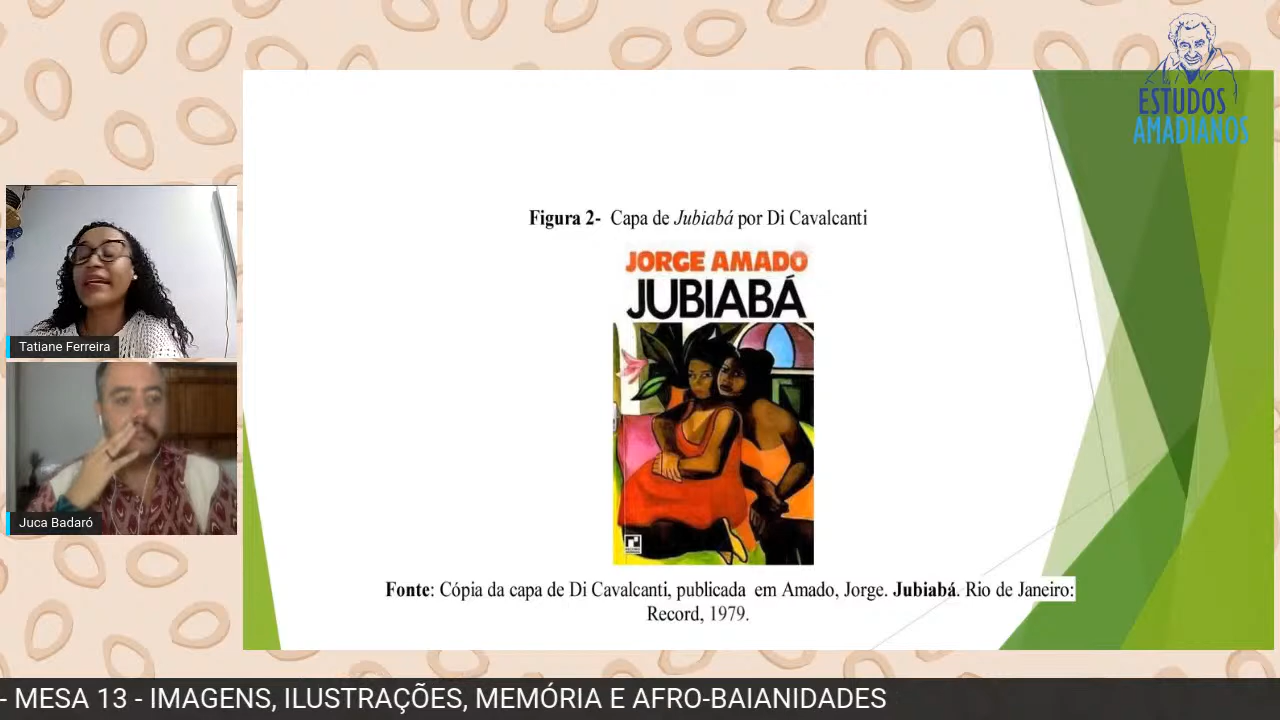 ESTUDOS
AMADIANOS
Figura 2- Capa de Jubiabá por Di Cavalcanti
JORGE AMADO
JUBIABÁ
Fonte: Cópia da capa de Di Cavalcanti, publicada em Amado, Jorge. Jubiabá. Rio de Janeiro:
Record, 1979.
Tatiane Ferreira
Juca Badaró
- MESA 13 - IMAGENS, ILUSTRAÇÕES, MEMÓRIA E AFRO-BAIANIDADES